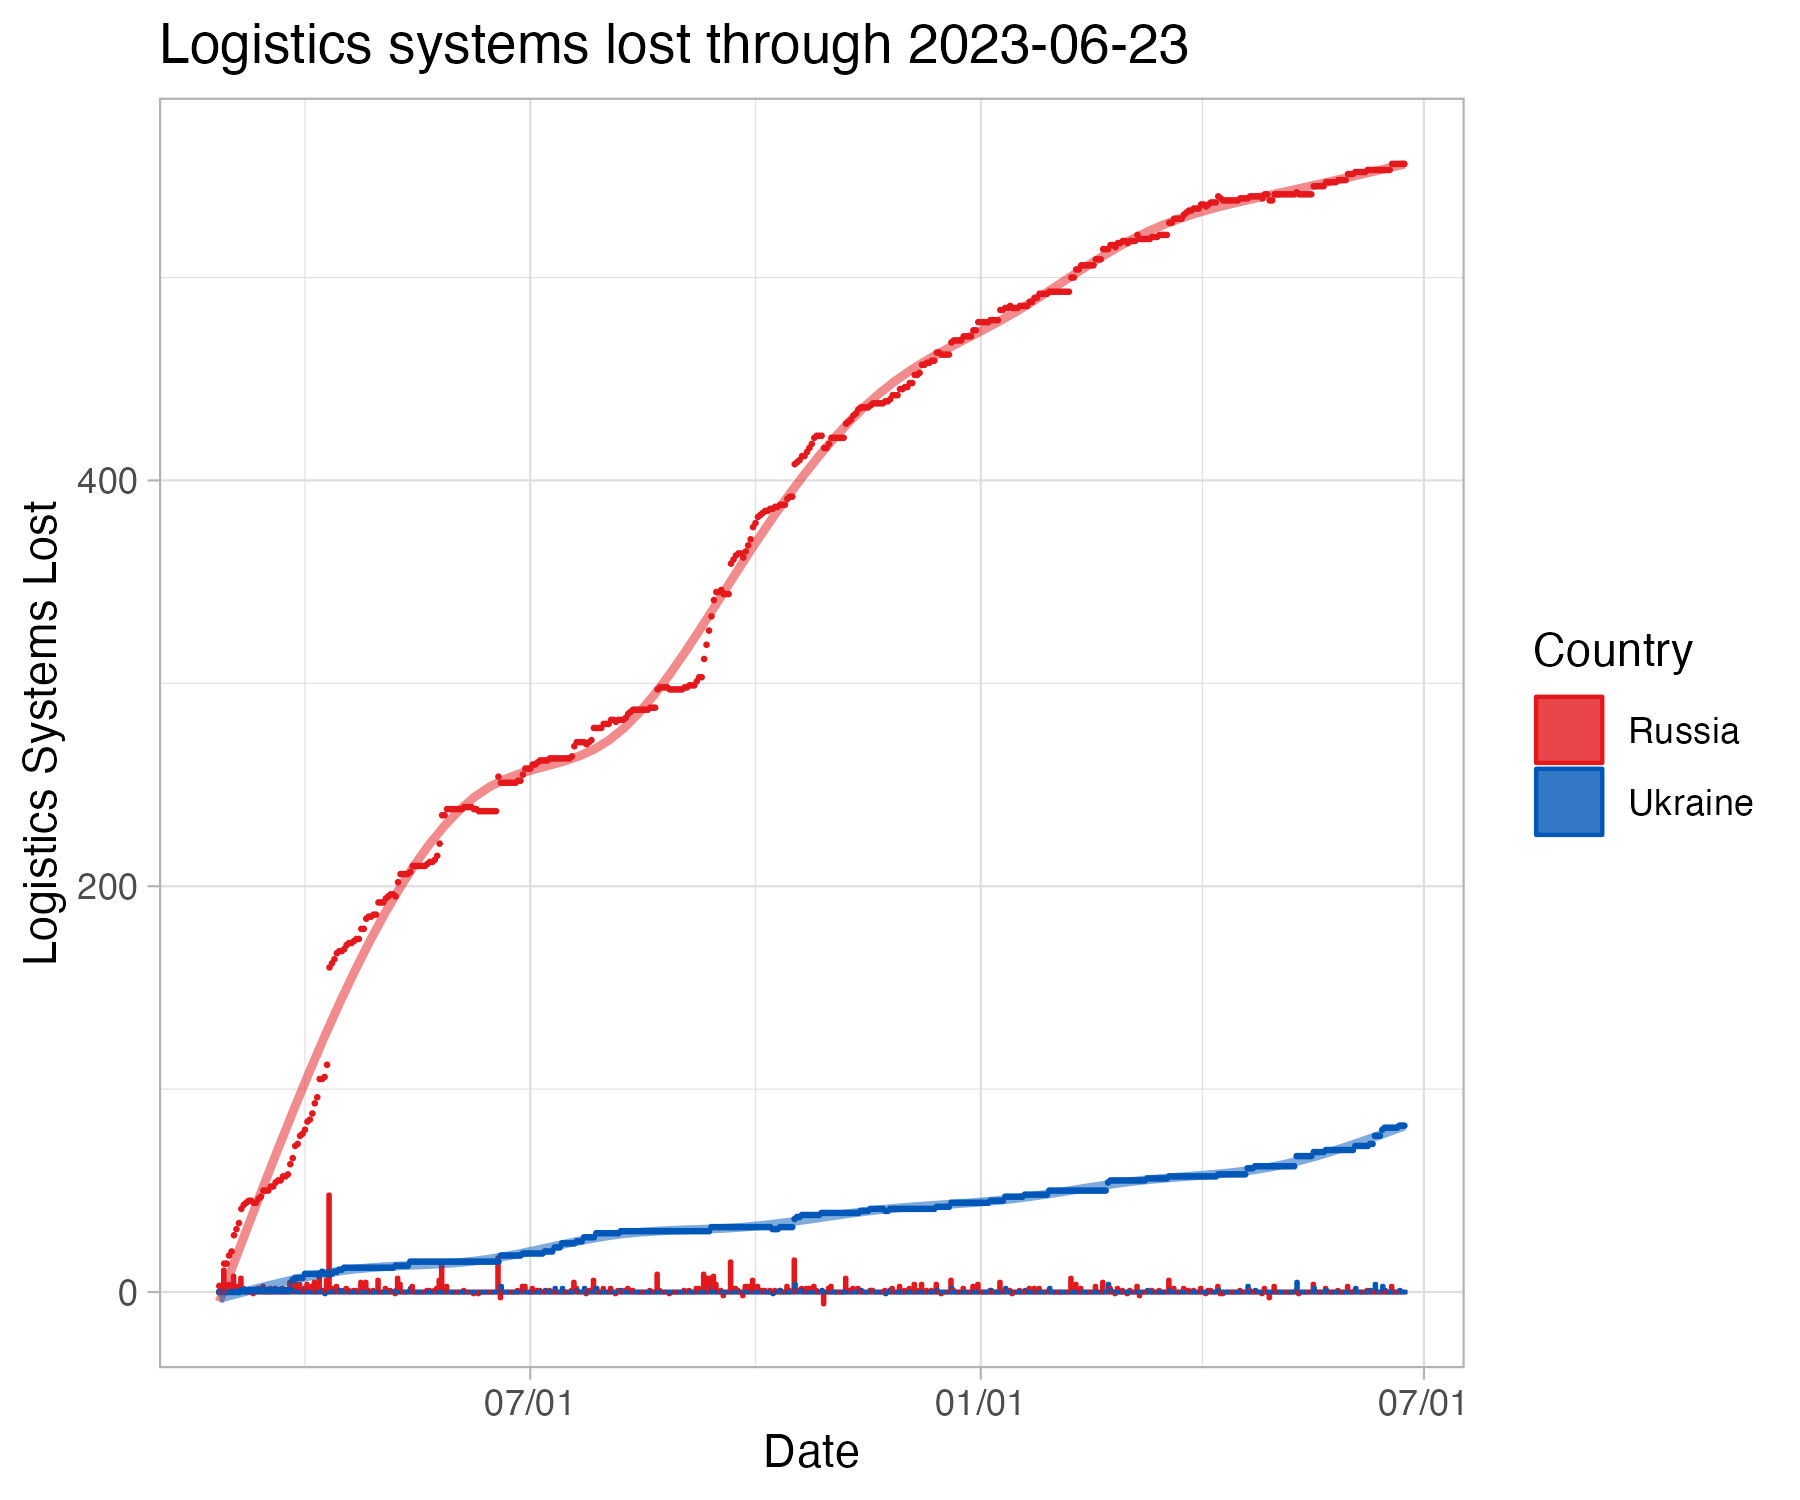 Logistics systems lost through 2023-06-23
Logistics Systems Lost
400
200
0
07/01
01/01
07/01
Date
Country
Russia
Ukraine